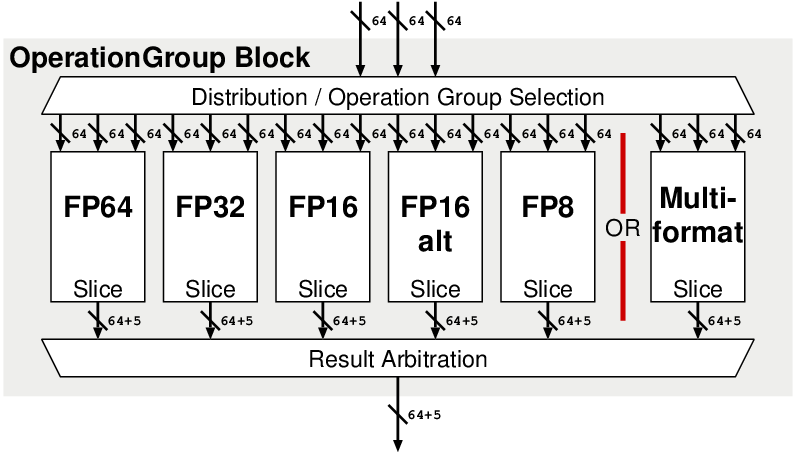 64 64 64
OperationGroup Block
Distribution / Operation Group Selection
64 64 64 64 64 64 64 64 64 64 64 64 64 64 64 64 64 64
FP64 FP32 FP16 FP16 alt FP8 OR Multi-format
Slice Slice Slice Slice Slice Slice
64+5 64+5 64+5 64+5 64+5 64+5
Result Arbitration
64+5